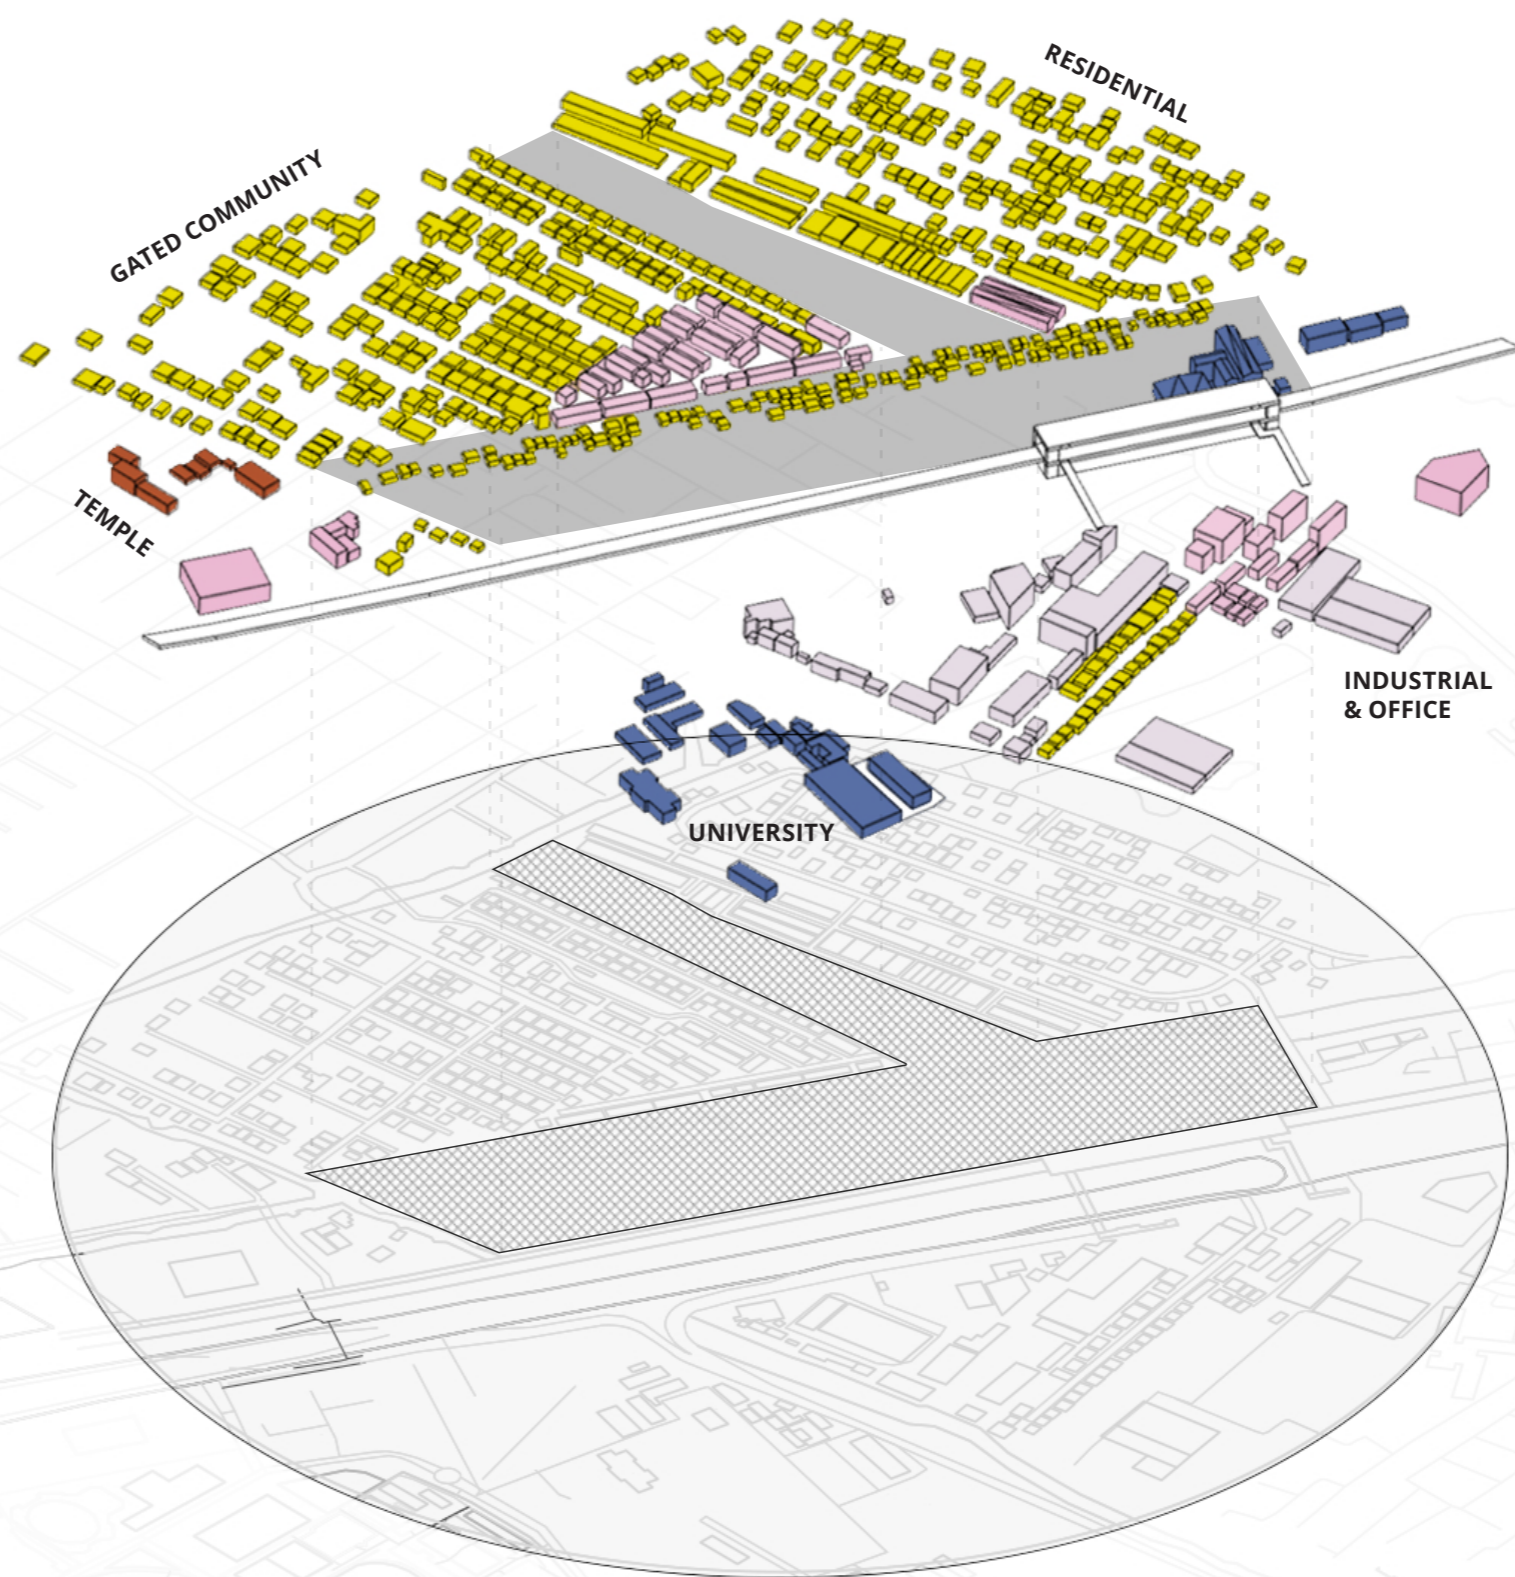 RESIDENTIAL
GATED COMMUNITY
TEMPLE
INDUSTRIAL
& OFFICE
UNIVERSITY